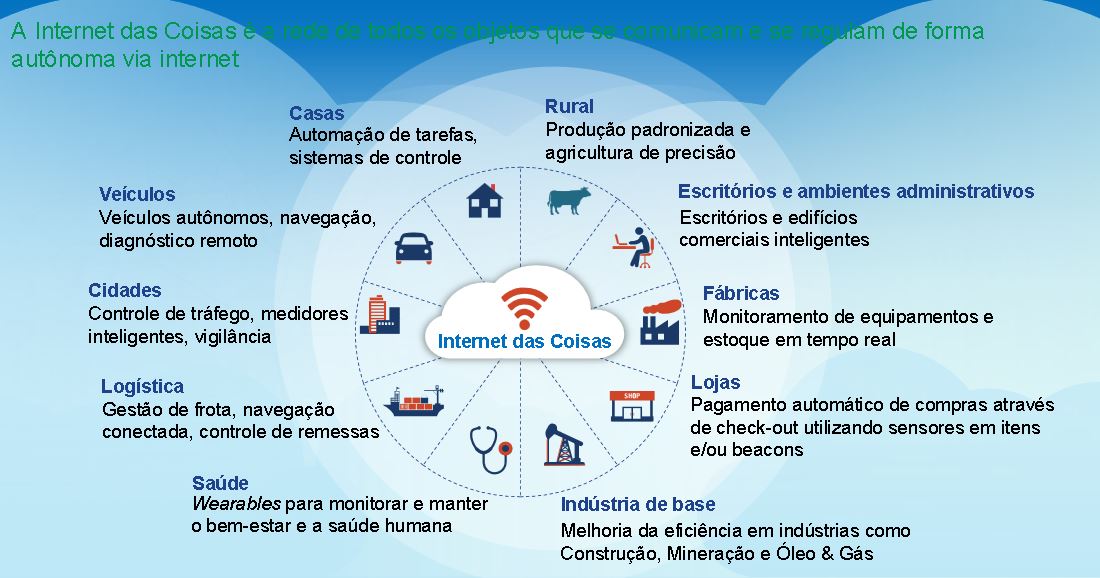 A Internet das Coisas é a rede de todos os objetos que se comunicam e se regulam de forma
autônoma via internet
Casas
Automação de tarefas,
sistemas de controle
Rural
Produção padronizada e
agricultura de precisão
Veículos
Veículos autônomos, navegação,
diagnóstico remoto
Escritórios e ambientes administrativos
Escritórios e edifícios
comerciais inteligentes
Cidades
Controle de tráfego, medidores
inteligentes, vigilância
Fábricas
Monitoramento de equipamentos e
estoque em tempo real
Internet das Coisas
Logística
Gestão de frota, navegação
conectada, controle de remessas
SHOP
Lojas
Pagamento automático de compras através
de check-out utilizando sensores em itens
e/ou beacons
Saúde
Wearables para monitorar e manter
o bem-estar e a saúde humana
Indústria de base
Melhoria da eficiência em indústrias como
Construção, Mineração e Óleo & Gás